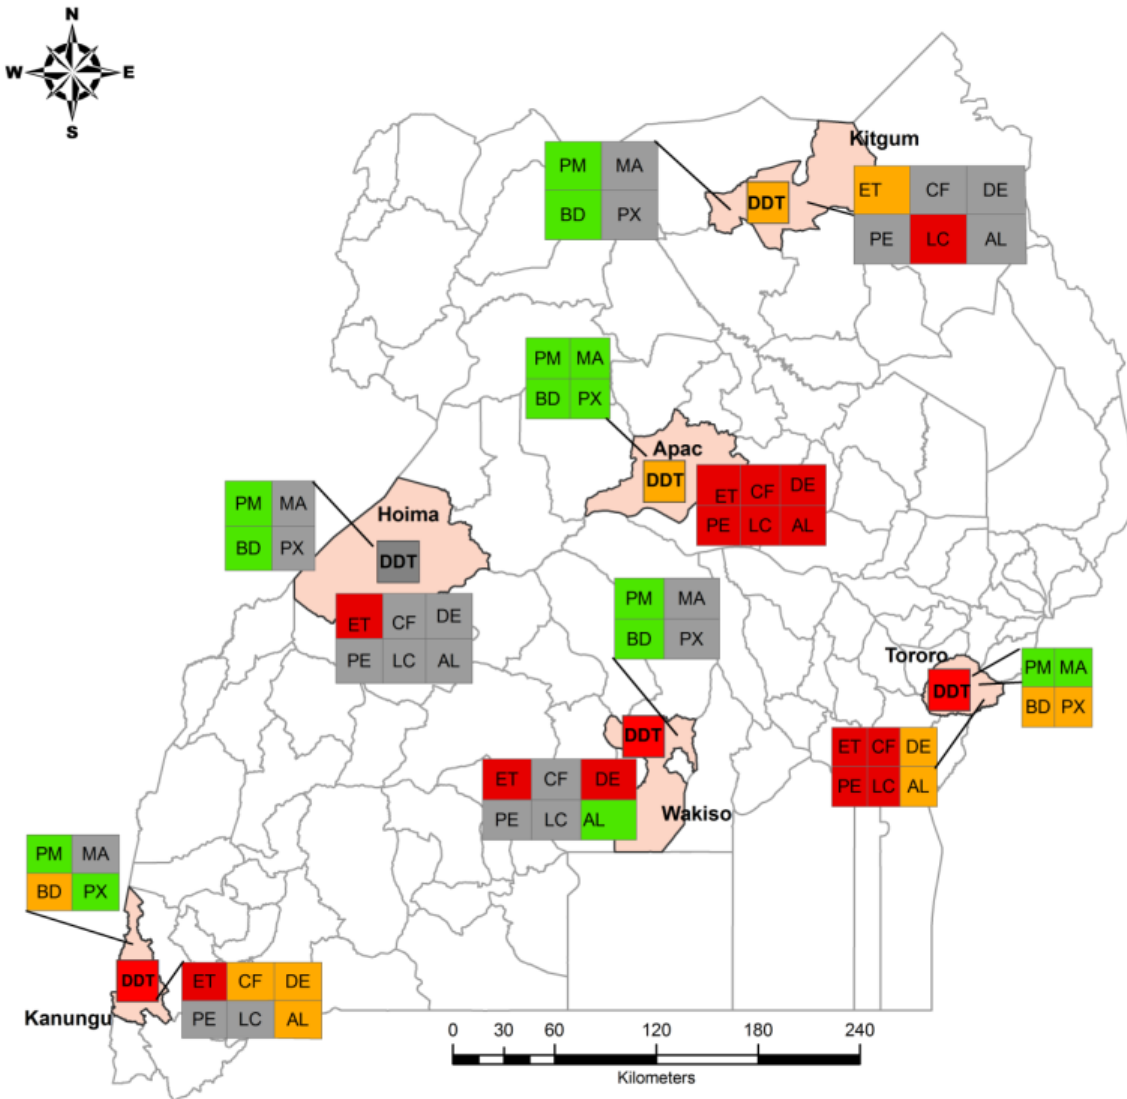 N
W E
S
Kitgum
PM MA
BD PX
DDT
ET CF DE
PE LC AL
PM MA
BD PX
Apac
DDT
ET CF DE
PE LC AL
PM MA
BD PX
Hoima
DDT
ET CF DE
PE LC AL
PM MA
BD PX
DDT
ET CF DE
PE LC AL
Wakiso
Tororo
DDT
PM MA
BD PX
ET CF DE
PE LC AL
PM MA
BD PX
DDT
ET CF DE
PE LC AL
Kanungu
0 30 60 120 180 240
Kilometers